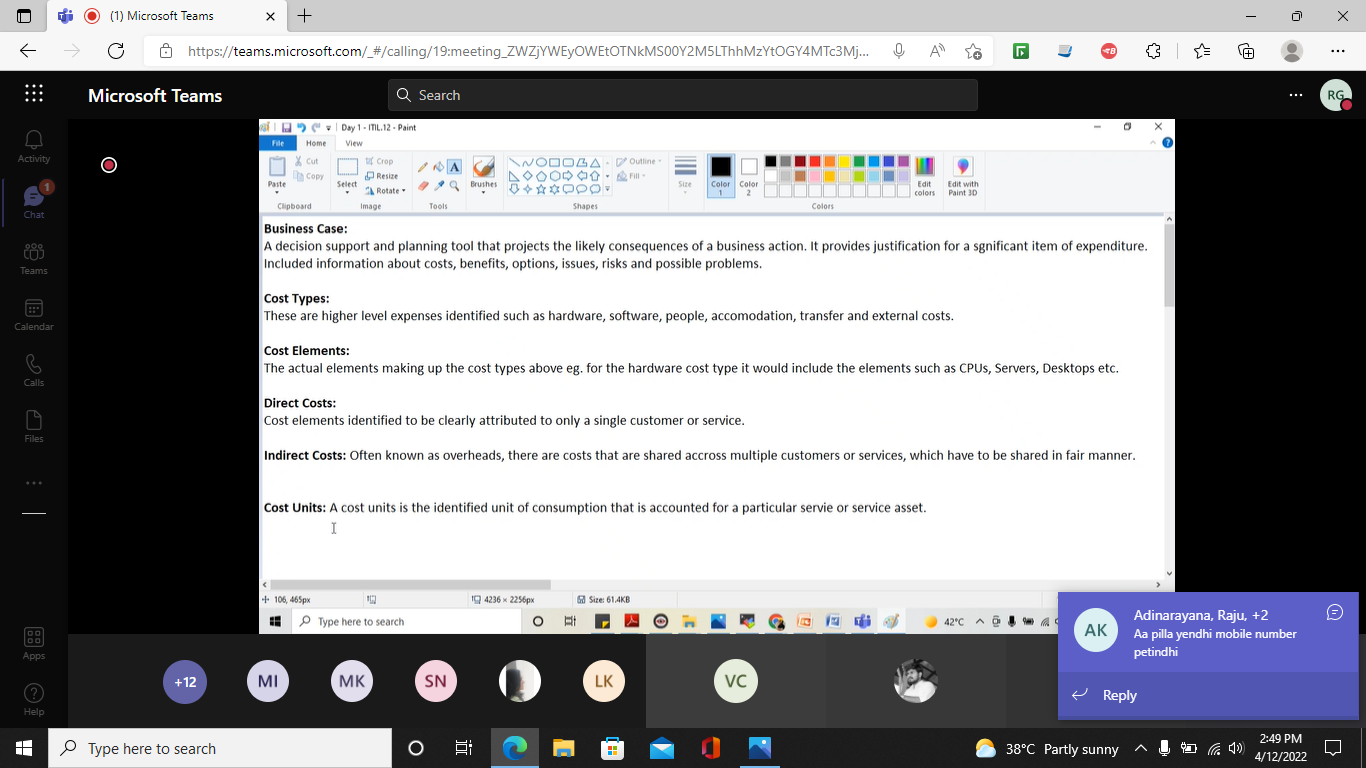 (1) Microsoft Teams
https://teams.microsoft.com/_#/calling/19:meeting_ZWZjYWEyOWEtOTNkMS00Y2M5LThhMzYtOGY4MTc3Mj...
Microsoft Teams
Search
RG
Activity
1
Chat
Teams
Calendar
Calls
Files
Apps
Help
Day 1 - ITIL.12 - Paint
File Home View
Paste
Cut
Copy
Clipboard
Select
Crop
Resize
Rotate
Image
A
Tools
Brushes
Outline
Fill
Shapes
Size
Color 1
Color 2
Colors
Edit colors
Edit with Paint 3D
Business Case:
A decision support and planning tool that projects the likely consequences of a business action. It provides justification for a sgnificant item of expenditure.
Included information about costs, benefits, options, issues, risks and possible problems.
Cost Types:
These are higher level expenses identified such as hardware, software, people, accomodation, transfer and external costs.
Cost Elements:
The actual elements making up the cost types above eg. for the hardware cost type it would include the elements such as CPUs, Servers, Desktops etc.
Direct Costs:
Cost elements identified to be clearly attributed to only a single customer or service.
Indirect Costs: Often known as overheads, there are costs that are shared accross multiple customers or services, which have to be shared in fair manner.
Cost Units: A cost units is the identified unit of consumption that is accounted for a particular servie or service asset.
106, 465px
4236 × 2256px
Size: 61.4KB
Type here to search
42°C
+12
MI
MK
SN
LK
VC
AK
Adinarayana, Raju, +2
Aa pilla yendhi mobile number
petindhi
Reply
Type here to search
38°C Partly sunny
2:49 PM
4/12/2022